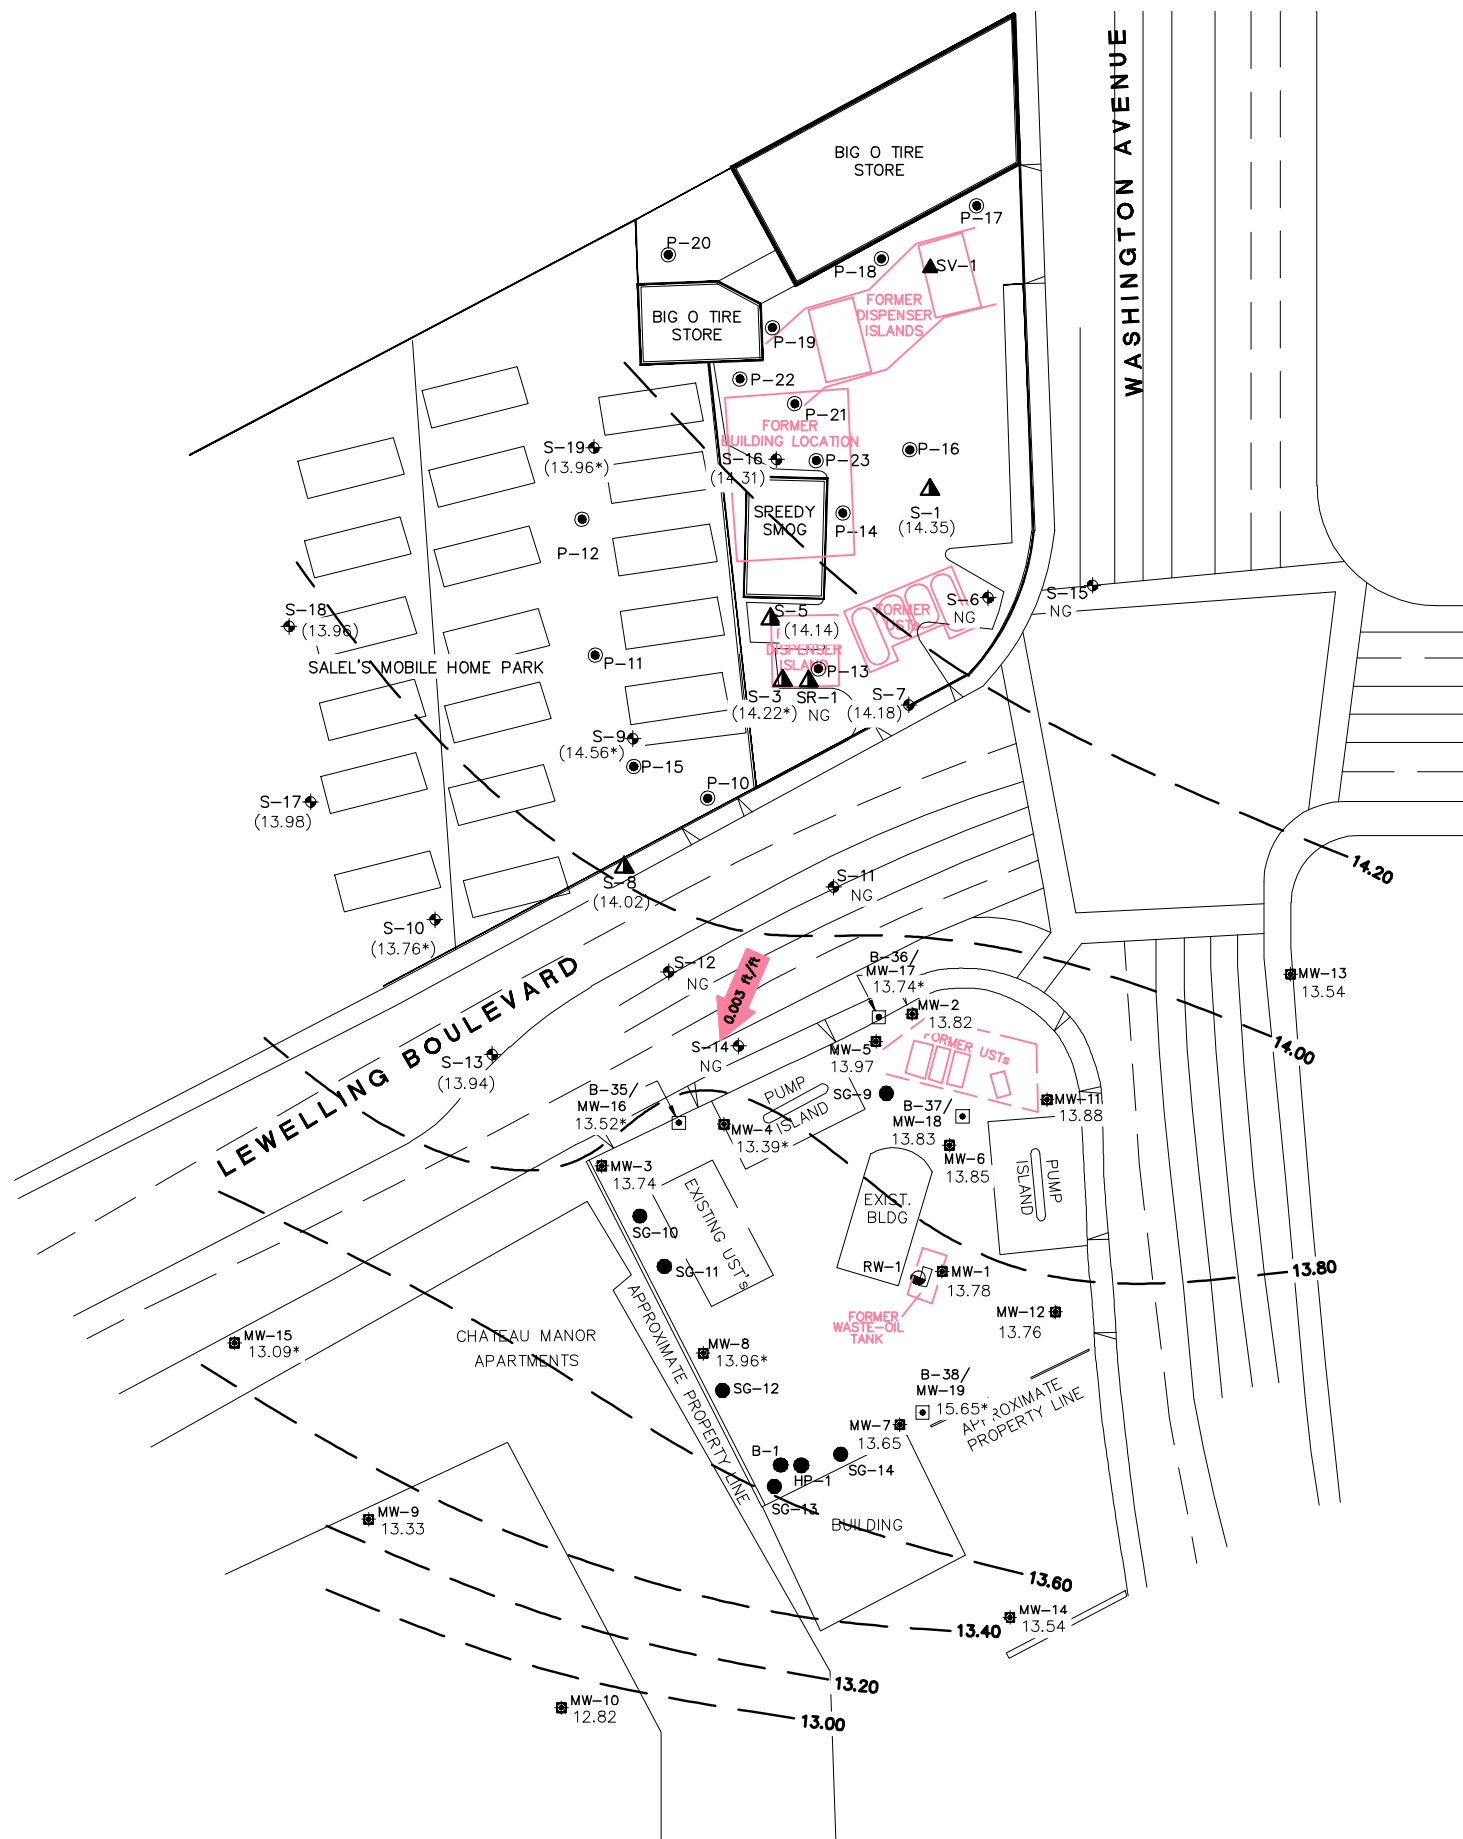 WASHINGTON AVENUE
BIG O TIRE
STORE
P-17
P-20
P-18
SV-1
FORMER
DISPENSER
ISLANDS
BIG O TIRE
STORE
P-19
P-22
P-21
FORMER
BUILDING LOCATION
S-19
(13.96*)
S-16
(14.31)
P-23
P-16
SREEDY
SMOG
P-14
S-1
(14.35)
P-12
S-18
(13.96)
S-5
(14.14)
FORMER
USTs
S-6
NG
S-15
NG
DISPENSER
ISLAND
SALEL'S MOBILE HOME PARK
P-11
P-13
S-3
(14.22*)
SR-1
NG
S-7
(14.18)
S-9
(14.56*)
P-15
P-10
S-17
(13.98)
14.20
S-8
(14.02)
S-11
NG
S-10
(13.76*)
LEWELLING BOULEVARD
S-12
NG
0.003 ft/ft
B-36/
MW-17
13.74*
MW-13
13.54
MW-2
13.82
S-14
NG
MW-5
13.97
FORMER USTs
14.00
S-13
(13.94)
B-35/
MW-16
13.52*
PUMP
ISLAND
SG-9
B-37/
MW-18
13.83
MW-11
13.88
MW-4
13.39*
MW-6
13.85
MW-3
13.74
EXISTING UST's
EXIST.
BLDG
PUMP
ISLAND
SG-10
SG-11
RW-1
MW-1
13.78
13.80
FORMER
WASTE-OIL
TANK
MW-12
13.76
MW-15
13.09*
CHATEAU MANOR
APARTMENTS
APPROXIMATE PROPERTY LINE
MW-8
13.96*
SG-12
B-38/
MW-19
15.65*
APPROXIMATE
PROPERTY LINE
MW-7
13.65
B-1
HP-1
SG-14
SG-13
BUILDING
MW-9
13.33
13.60
MW-14
13.54
13.40
13.20
MW-10
12.82
13.00